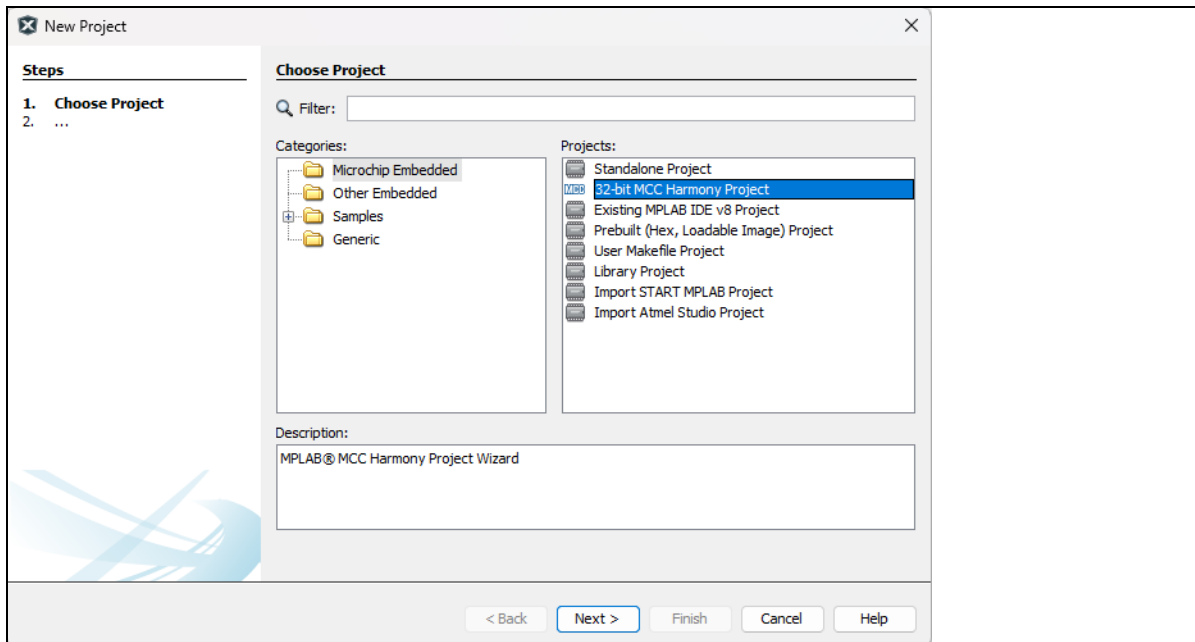 New Project
Steps
1. Choose Project
2. ...
Choose Project
Filter:
Categories:
Microchip Embedded
Other Embedded
Samples
Generic
Projects:
Standalone Project
MCC 32-bit MCC Harmony Project
Existing MPLAB IDE v8 Project
Prebuilt (Hex, Loadable Image) Project
User Makefile Project
Library Project
Import START MPLAB Project
Import Atmel Studio Project
Description:
MPLAB® MCC Harmony Project Wizard
< Back Next > Finish Cancel Help